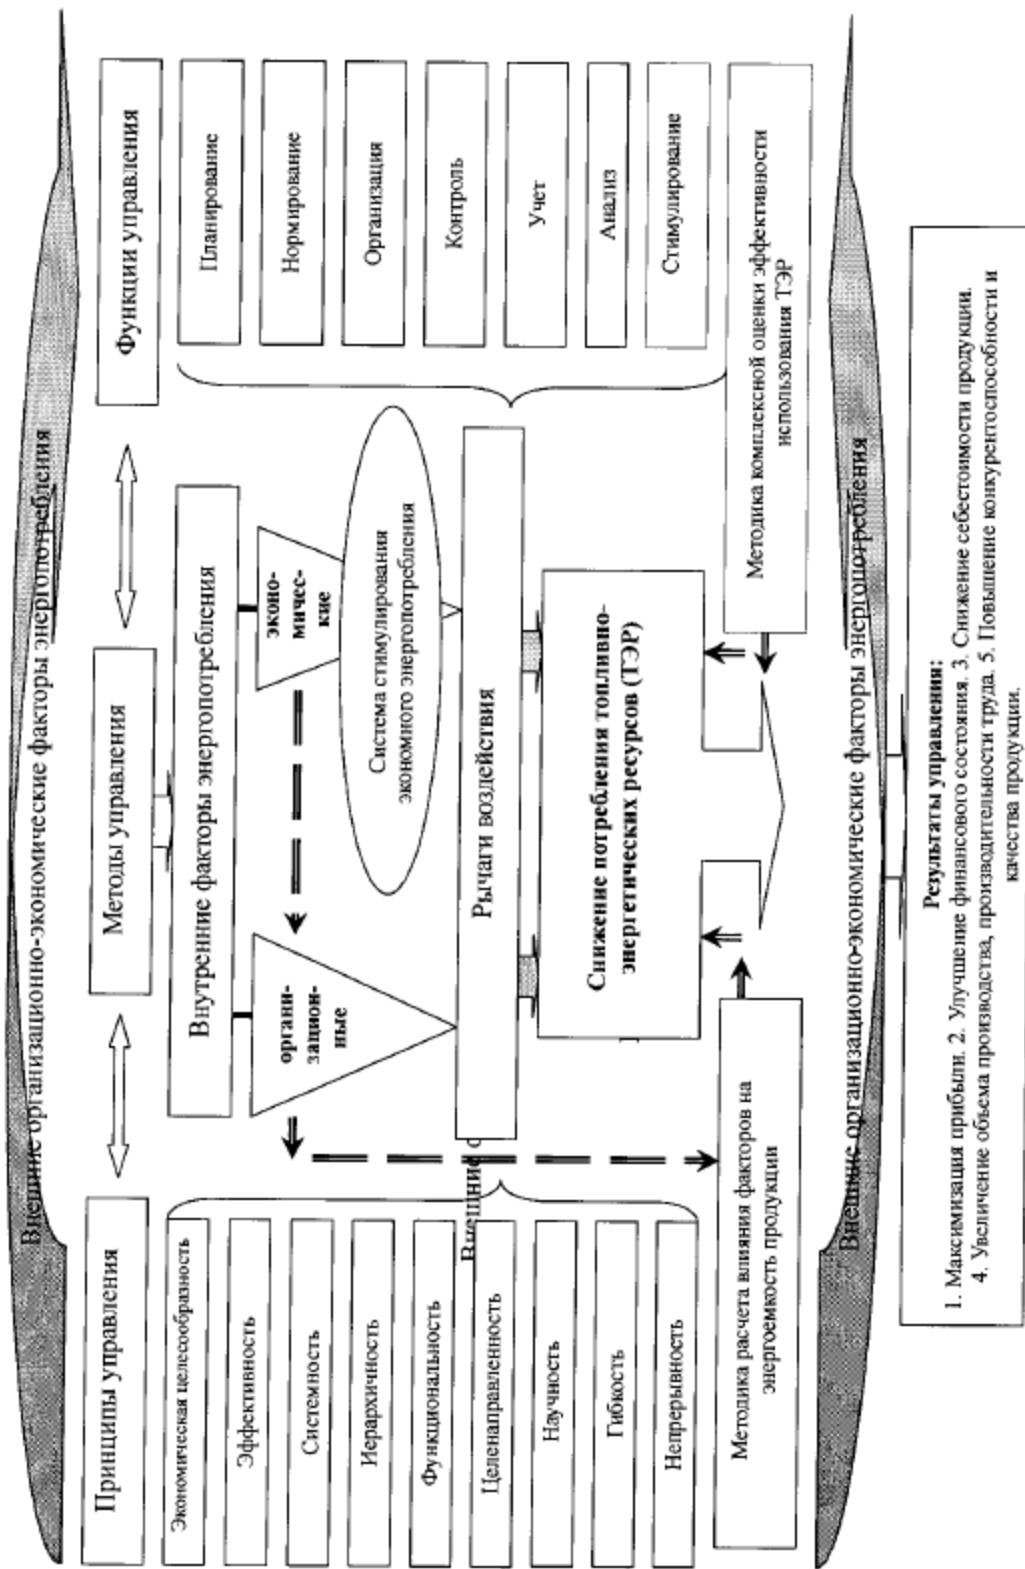 Внешние организационно-экономические факторы энергопотребления
Принципы управления
Методы управления
Функции управления
Экономическая целесообразность
Эффективность
Системность
Иерархичность
Функциональность
Целенаправленность
Научность
Гибкость
Непрерывность
Внутренние факторы энергопотребления
органи-
зацион-
ные
эконо-
мичес-
кие
Система стимулирования
экономного энергопотребления
Внешние
Рычаги воздействия
Снижение потребления топливно-
энергетических ресурсов (ТЭР)
Планирование
Нормирование
Организация
Контроль
Учет
Анализ
Стимулирование
Методика расчета влияния факторов на
энергоемкость продукции
Методика комплексной оценки эффективности
использования ТЭР
Внешние организационно-экономические факторы энергопотребления
Результаты управления:
1. Максимизация прибыли. 2. Улучшение финансового состояния. 3. Снижение себестоимости продукции.
4. Увеличение объема производства, производительности труда. 5. Повышение конкурентоспособности и
качества продукции.